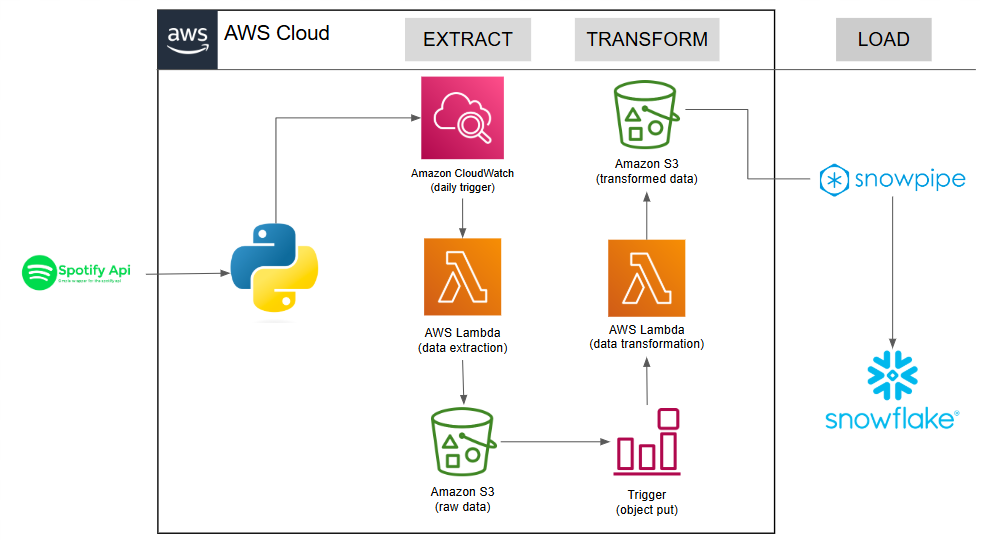 aws
AWS Cloud
EXTRACT
TRANSFORM
LOAD
Amazon CloudWatch
(daily trigger)
Amazon S3
(transformed data)
snowpipe
Spotify Api
AWS Lambda
(data extraction)
AWS Lambda
(data transformation)
snowflake®
Amazon S3
(raw data)
Trigger
(object put)